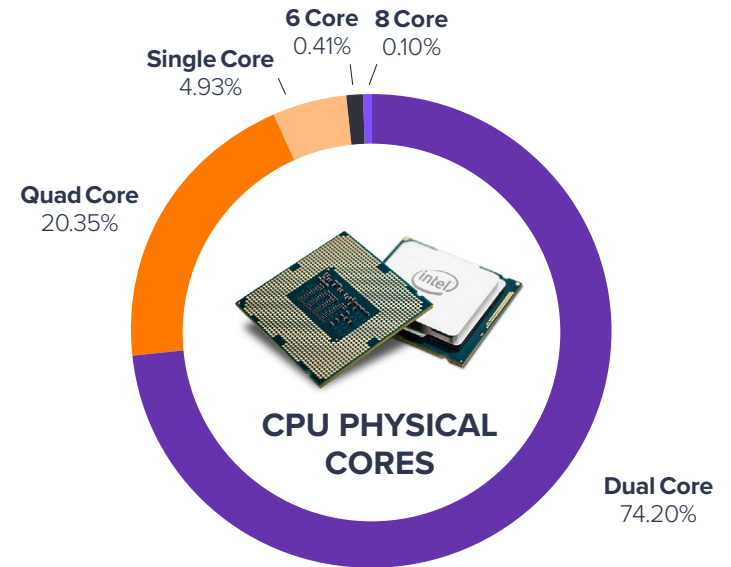 6 Core
0.41%
8 Core
0.10%
Single Core
4.93%
Quad Core
20.35%
intel
CPU PHYSICAL
CORES
Dual Core
74.20%